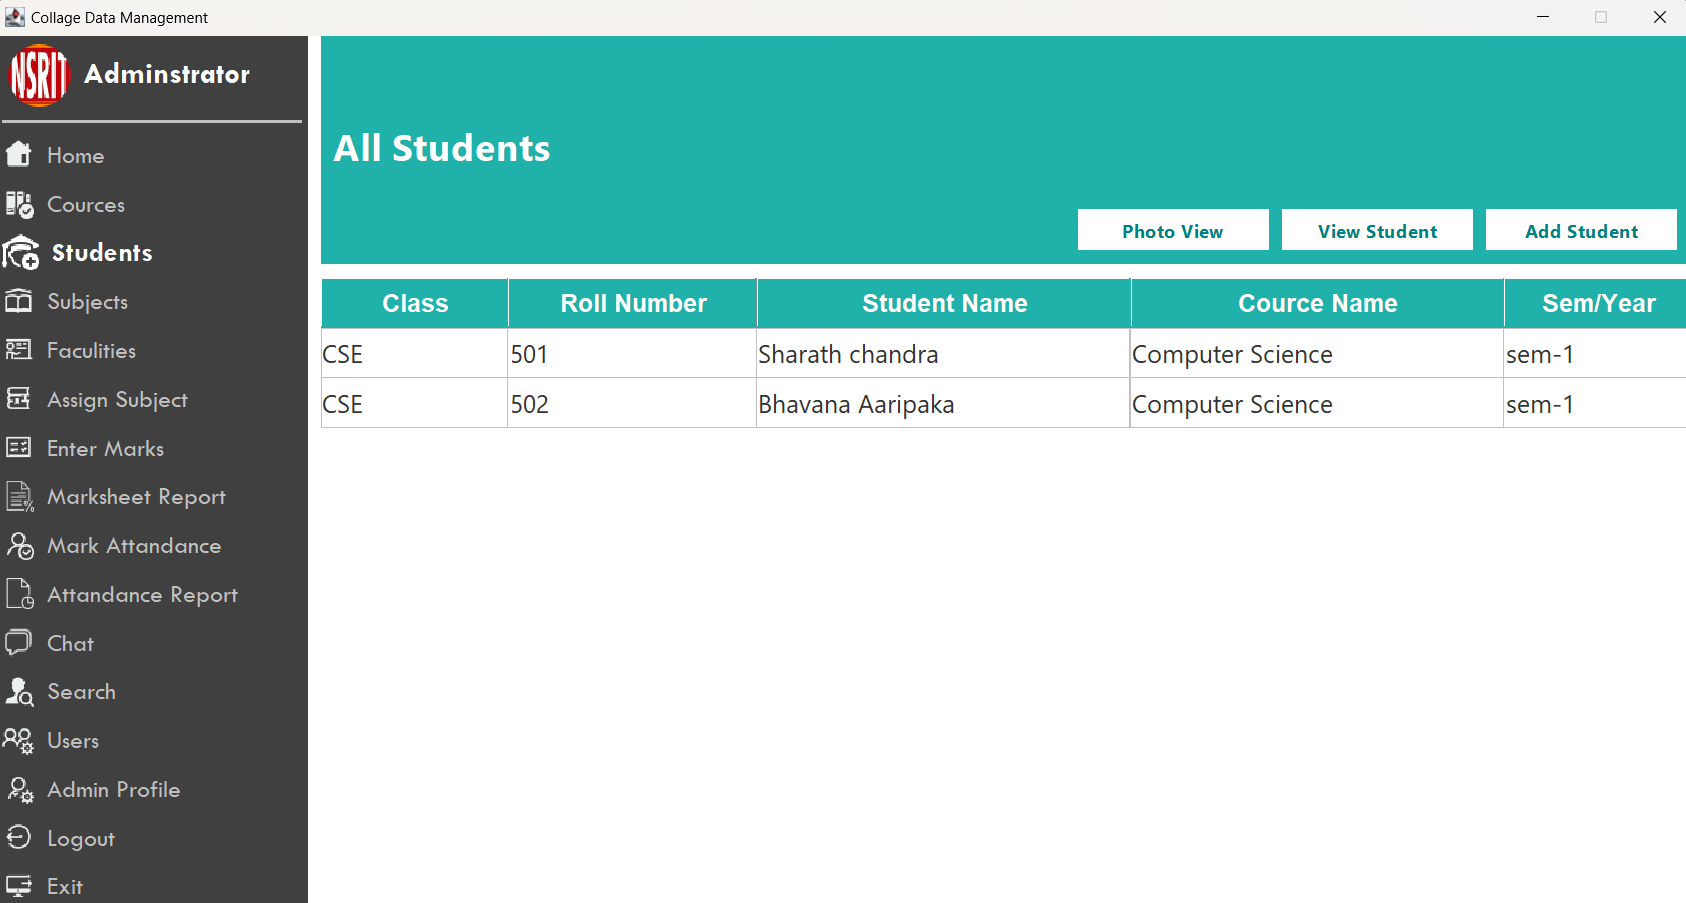 Collage Data Management
NSRIT
Adminstrator
Home
Cources
Students
Subjects
Faculities
Assign Subject
Enter Marks
Marksheet Report
Mark Attandance
Attandance Report
Chat
Search
Users
Admin Profile
Logout
Exit
All Students
Photo View View Student Add Student
Class Roll Number Student Name Cource Name Sem/Year
CSE 501 Sharath chandra Computer Science sem-1
CSE 502 Bhavana Aaripaka Computer Science sem-1